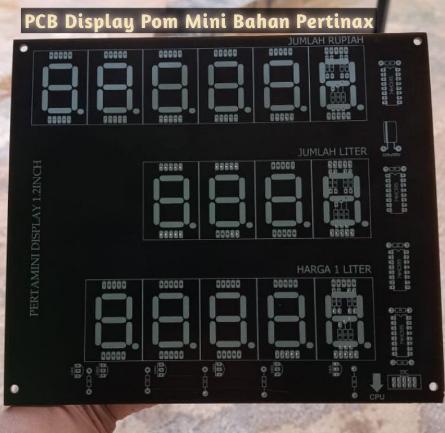 PCB Display Pom Mini Bahan Pertinax
JUMLAH RUPIAH
JUMLAH LITER
PERTAMINI DISPLAY 1.2INCH
HARGA 1 LITER
CPU